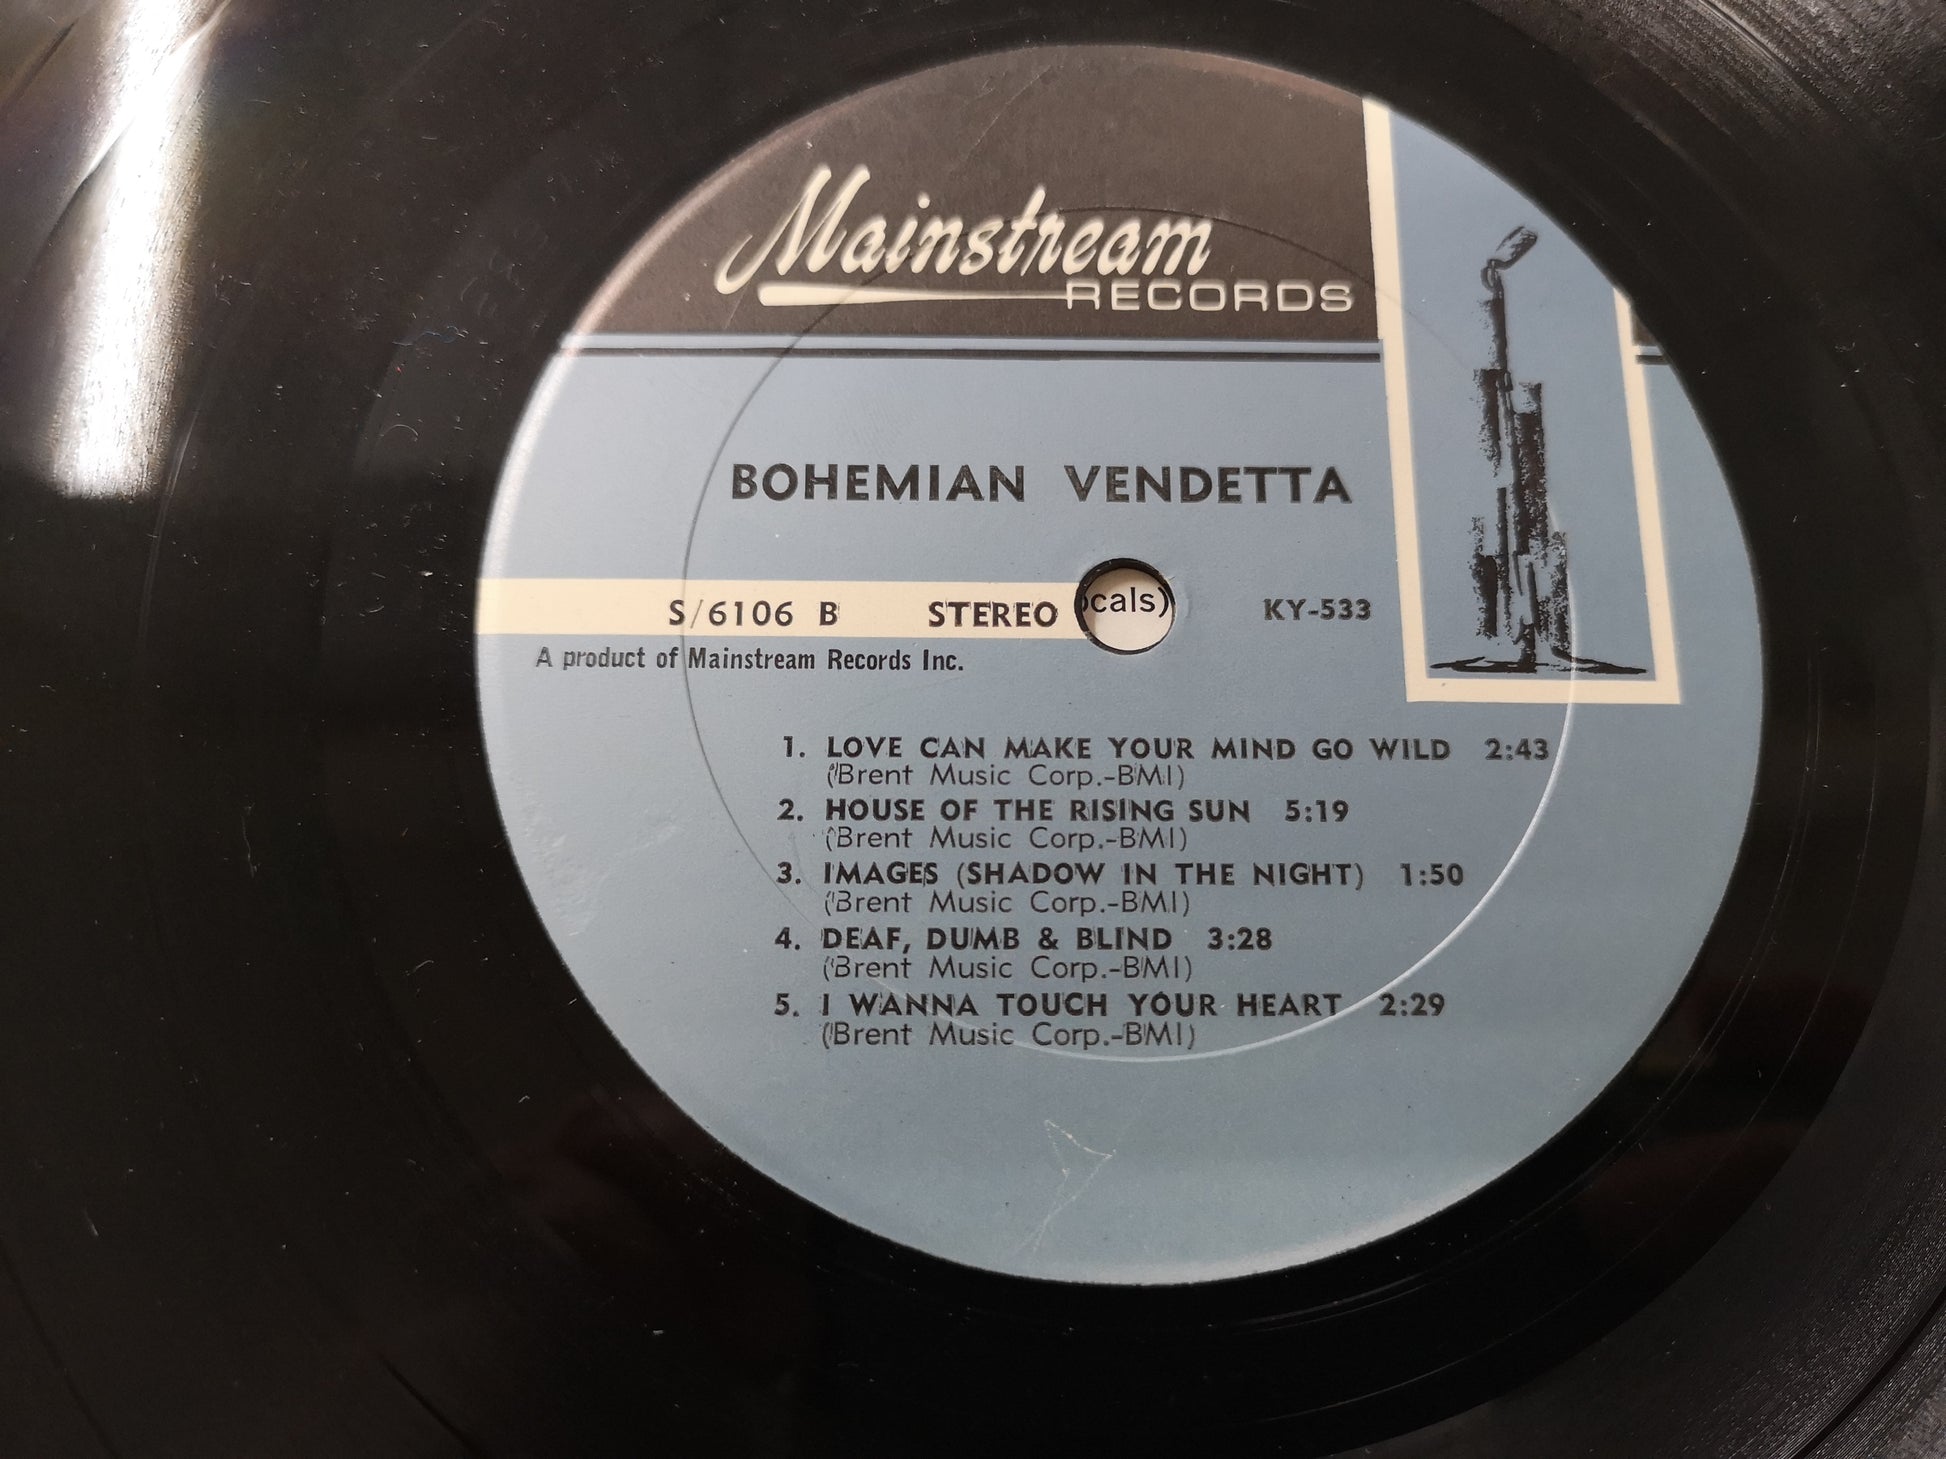 Mainstream
RECORDS
BOHEMIAN VENDETTA
S/6106 B STEREO KY-533
cals)
A product of Mainstream Records Inc.
1. LOVE CAN MAKE YOUR MIND GO WILD 2:43
(Brent Music Corp.-BMI)
2. HOUSE OF THE RISING SUN 5:19
(Brent Music Corp.-BMI)
3. IMAGES (SHADOW IN THE NIGHT) 1:50
(Brent Music Corp.-BMI)
4. DEAF, DUMB & BLIND 3:28
(Brent Music Corp.-BMI)
5. I WANNA TOUCH YOUR HEART 2:29
(Brent Music Corp.-BMI)